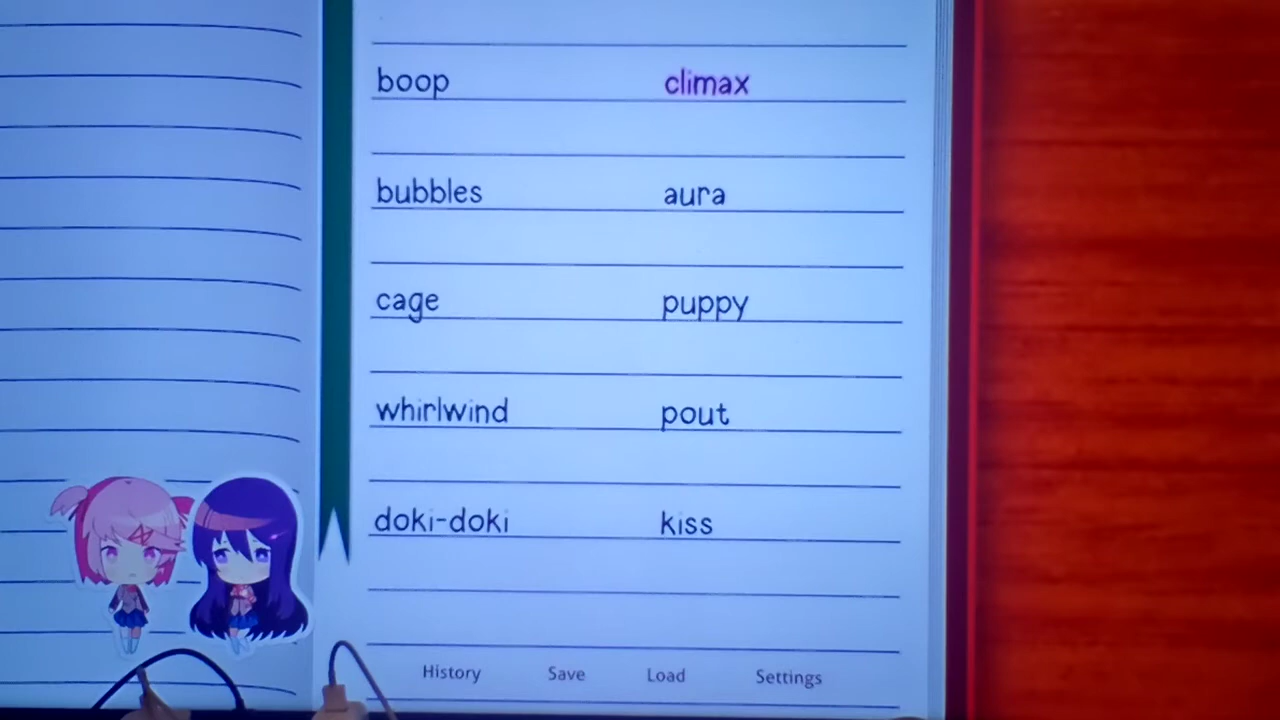 boop climax
bubbles aura
cage puppy
whirlwind pout
doki-doki kiss
History Save Load Settings